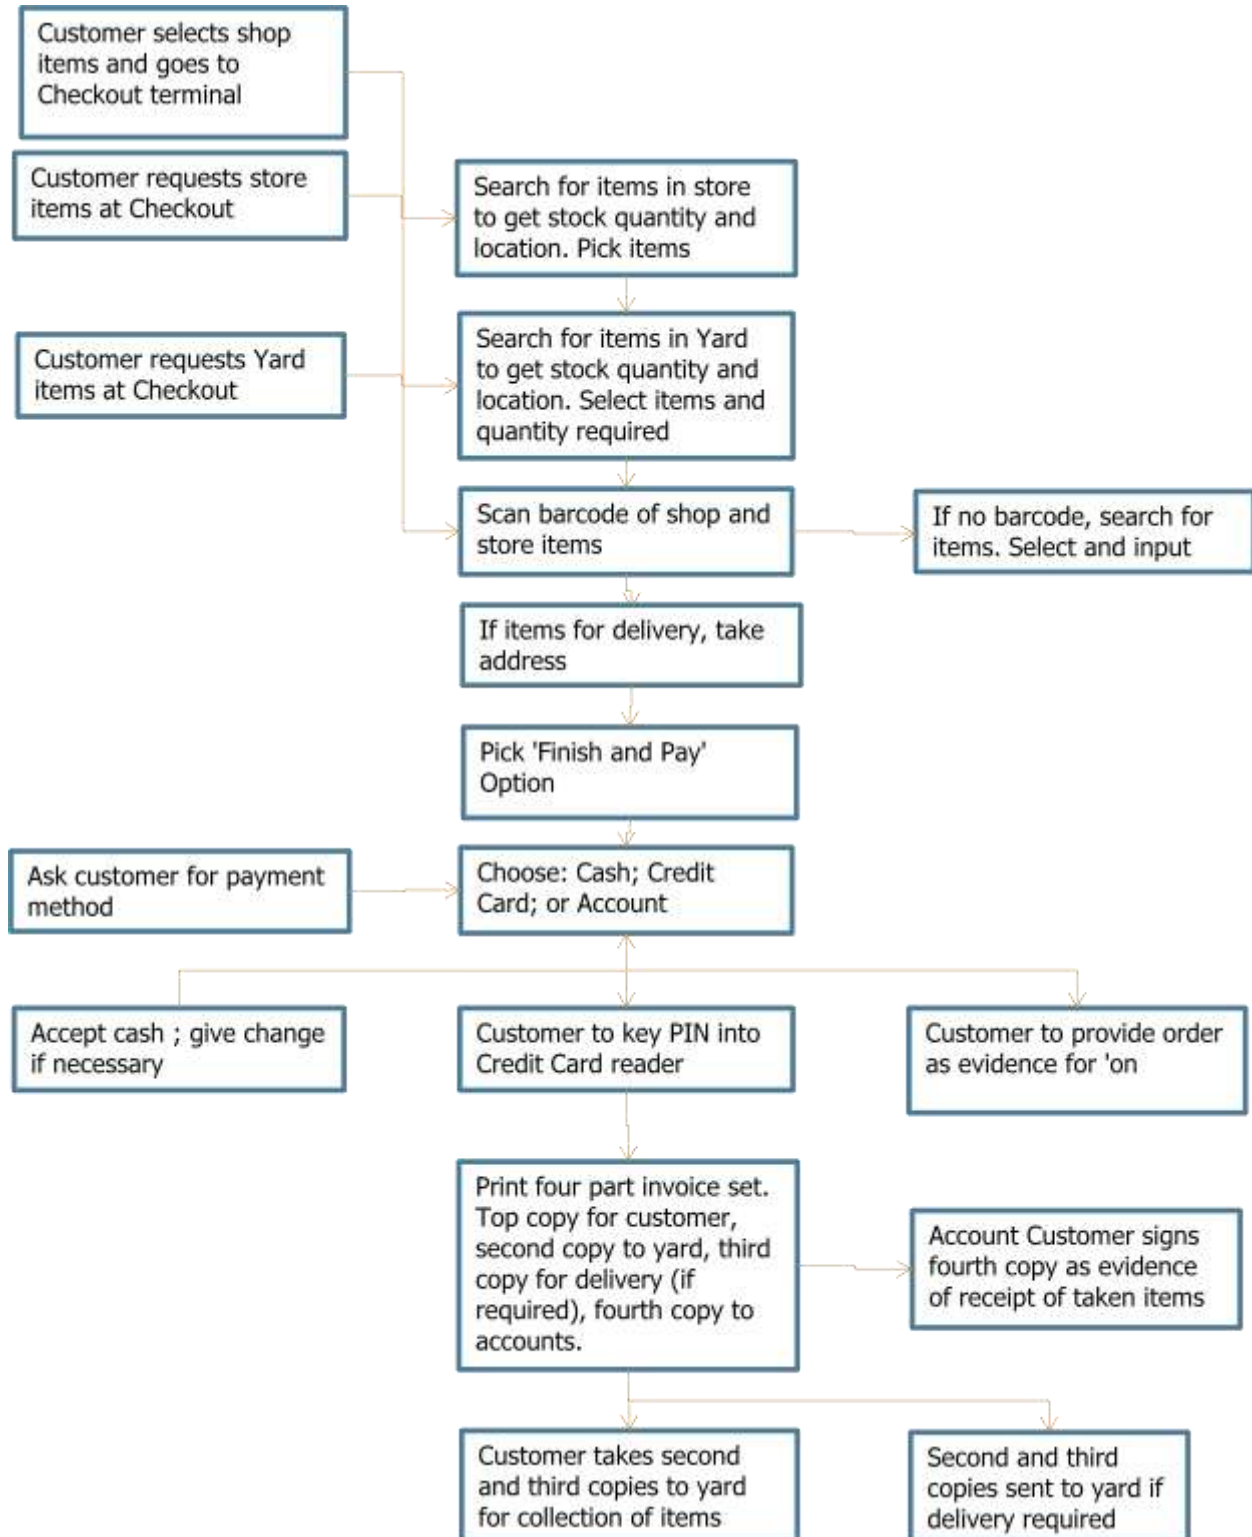 Customer selects shop
items and goes to
Checkout terminal
Customer requests store
items at Checkout
Search for items in store
to get stock quantity and
location. Pick items
Customer requests Yard
items at Checkout
Search for items in Yard
to get stock quantity and
location. Select items and
quantity required
Scan barcode of shop and
store items
If no barcode, search for
items. Select and input
If items for delivery, take
address
Pick 'Finish and Pay'
Option
Ask customer for payment
method
Choose: Cash; Credit
Card; or Account
Accept cash ; give change
if necessary
Customer to key PIN into
Credit Card reader
Customer to provide order
as evidence for 'on
Print four part invoice set.
Top copy for customer,
second copy to yard, third
copy for delivery (if
required), fourth copy to
accounts.
Account Customer signs
fourth copy as evidence
of receipt of taken items
Customer takes second
and third copies to yard
for collection of items
Second and third
copies sent to yard if
delivery required